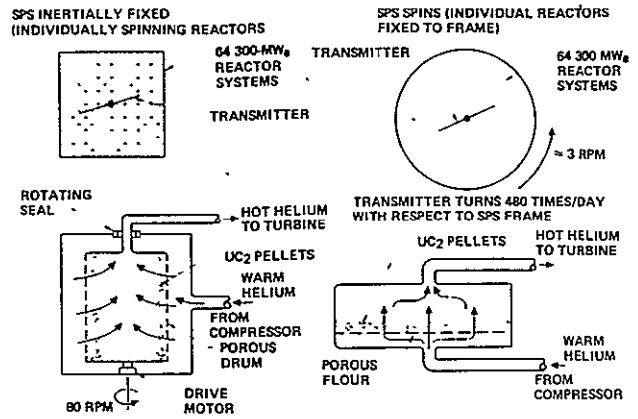 SPS INERTIALLY FIXED
(INDIVIDUALLY SPINNING REACTORS
64 300-MWe
REACTOR
SYSTEMS
TRANSMITTER
ROTATING
SEAL
HOT HELIUM
TO TURBINE
UC2 PELLETS
WARM
HELIUM
FROM
COMPRESSOR
POROUS
DRUM
80 RPM
DRIVE
MOTOR
SPS SPINS (INDIVIDUAL REACTORS
FIXED TO FRAME)
TRANSMITTER
64 300 MWe
REACTOR
SYSTEMS
≈ 3 RPM
TRANSMITTER TURNS 480 TIMES/DAY
WITH RESPECT TO SPS FRAME
UC2 PELLETS
HOT HELIUM
TO TURBINE
POROUS
FLOUR
WARM
HELIUM
FROM
COMPRESSOR